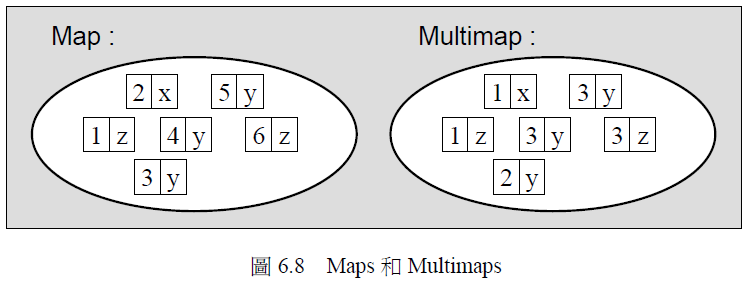 Map : Multimap :
2 x 5 y 1 x 3 y
1 z 4 y 6 z 1 z 3 y 3 z
3 y 2 y
圖 6.8 Maps 和 Multimaps